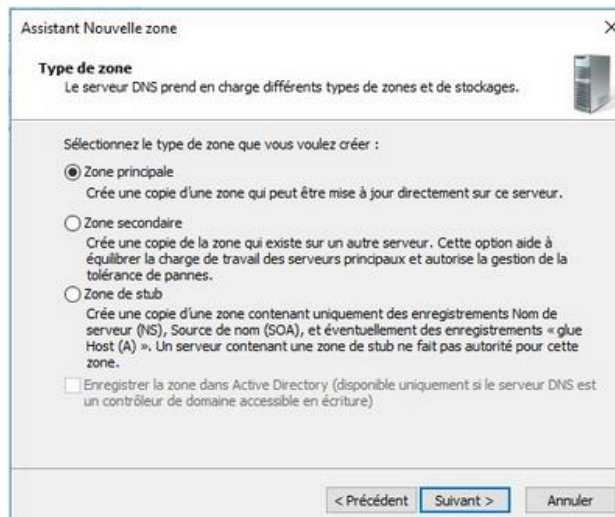 Assistant Nouvelle zone
Type de zone
Le serveur DNS prend en charge différents types de zones et de stockages.
Sélectionnez le type de zone que vous voulez créer :
Zone principale
Crée une copie d'une zone qui peut être mise à jour directement sur ce serveur.
Zone secondaire
Crée une copie de la zone qui existe sur un autre serveur. Cette option aide à
équilibrer la charge de travail des serveurs principaux et autorise la gestion de la
tolérance de pannes.
Zone de stub
Crée une copie d'une zone contenant uniquement des enregistrements Nom de
serveur (NS), Source de nom (SOA), et éventuellement des enregistrements « glue
Host (A) ». Un serveur contenant une zone de stub ne fait pas autorité pour cette
zone.
Enregistrer la zone dans Active Directory (disponible uniquement si le serveur DNS est
un contrôleur de domaine accessible en écriture)
< Précédent Suivant > Annuler